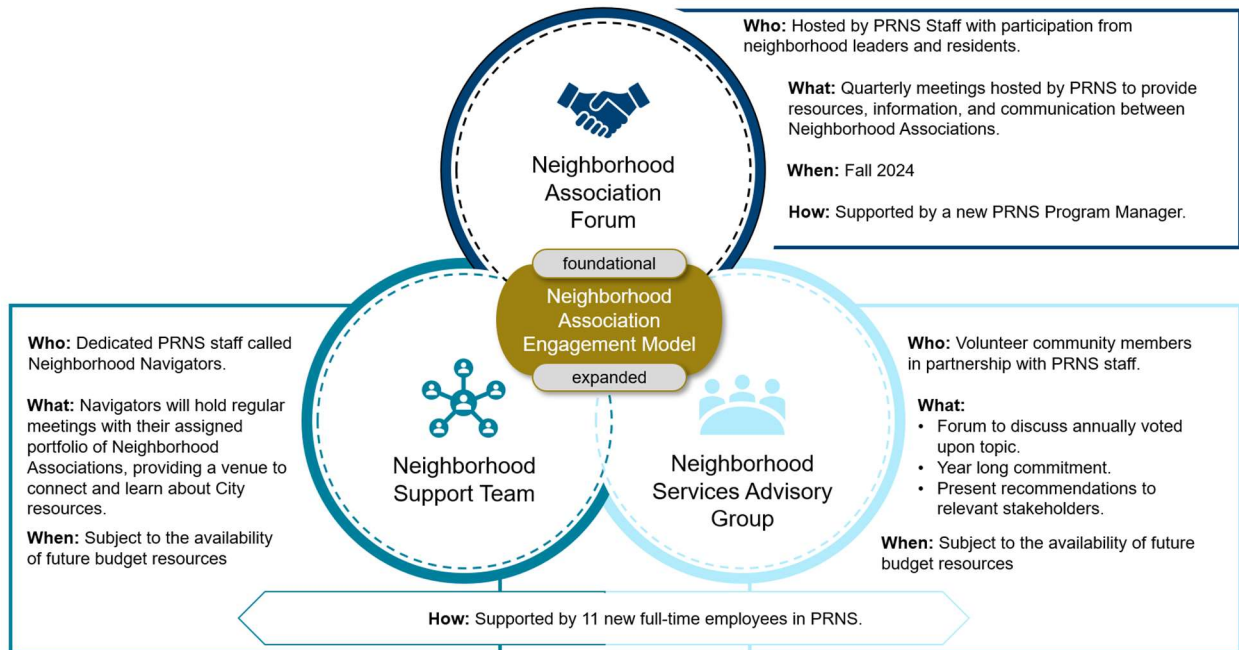 Who: Hosted by PRNS Staff with participation from
neighborhood leaders and residents.
What: Quarterly meetings hosted by PRNS to provide
resources, information, and communication between
Neighborhood Associations.
When: Fall 2024
How: Supported by a new PRNS Program Manager.
Neighborhood
Association
Forum
foundational
Neighborhood
Association
Engagement Model
expanded
Who: Dedicated PRNS staff called
Neighborhood Navigators.
What: Navigators will hold regular
meetings with their assigned
portfolio of Neighborhood
Associations, providing a venue to
connect and learn about City
resources.
When: Subject to the availability
of future budget resources
Neighborhood
Support Team
Neighborhood
Services Advisory
Group
Who: Volunteer community members
in partnership with PRNS staff.
What:
• Forum to discuss annually voted
upon topic.
• Year long commitment.
• Present recommendations to
relevant stakeholders.
When: Subject to the availability of future
budget resources
How: Supported by 11 new full-time employees in PRNS.